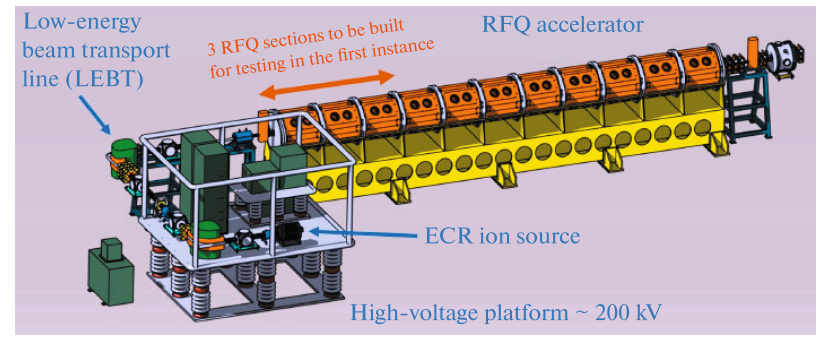 Low-energy
beam transport
line (LEBT)
3 RFQ sections to be built
for testing in the first instance
RFQ accelerator
ECR ion source
High-voltage platform ~ 200 kV